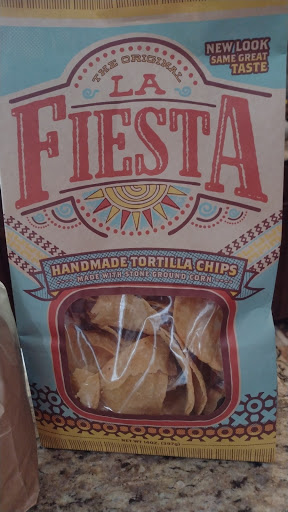 NEW LOOK
SAME GREAT
TASTE
THE ORIGINAL
LA
FIESTA
HANDMADE TORTILLA CHIPS
MADE WITH STONE GROUND CORN